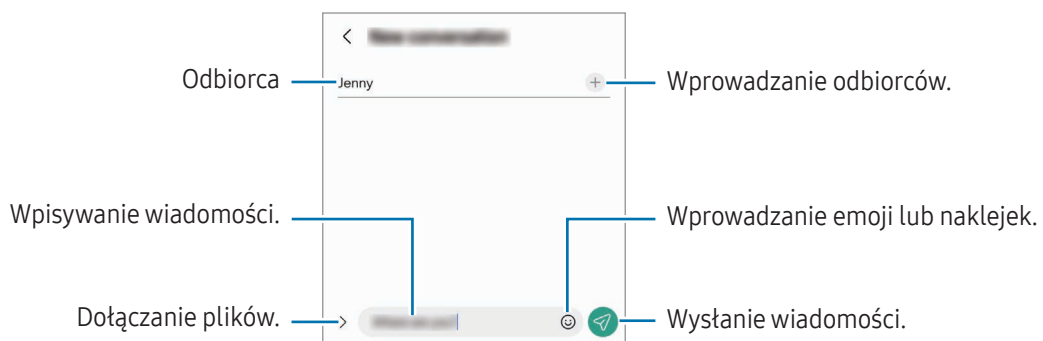 Odbiorca
Jenny
Wprowadzanie odbiorców.
Wpisywanie wiadomości.
Wprowadzanie emoji lub naklejek.
Dołączanie plików.
Wysłanie wiadomości.